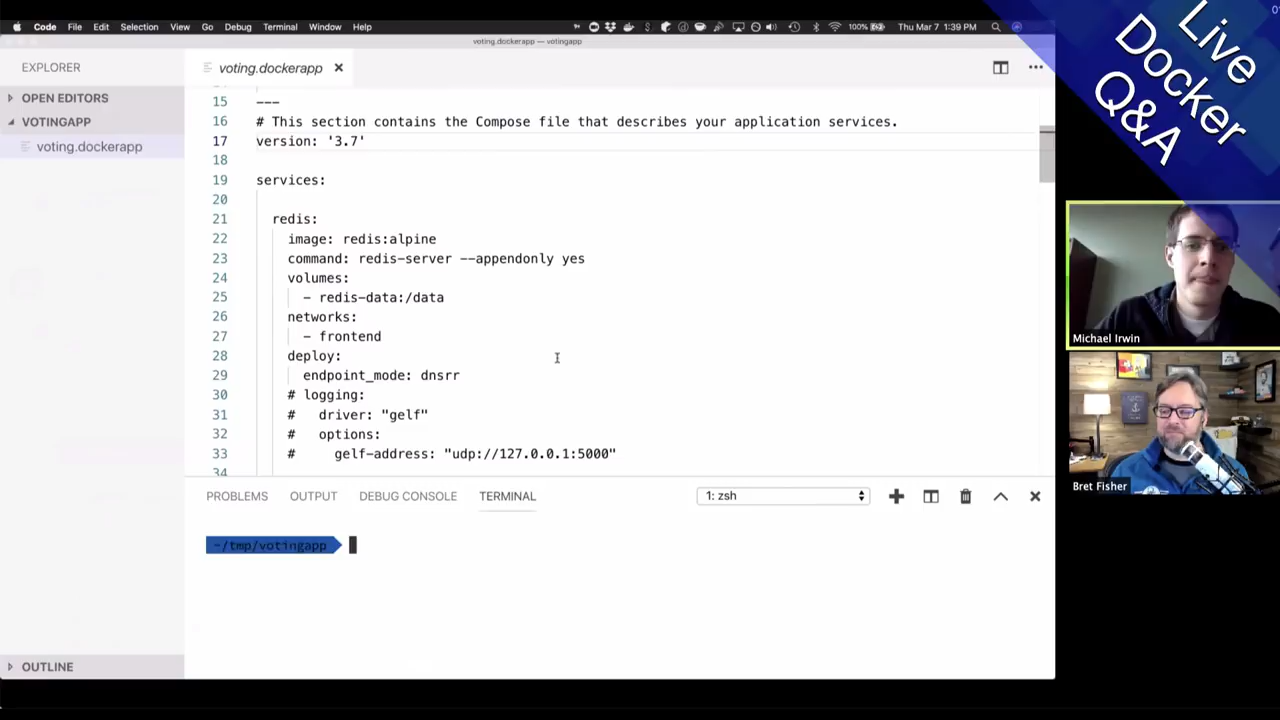 Code File Edit Selection View Go Debug Terminal Window Help 100% Thu Mar 7 1:39 PM
voting.dockerapp — votingapp
Live
Docker
Q&A
EXPLORER
OPEN EDITORS
VOTINGAPP
voting.dockerapp
OUTLINE
voting.dockerapp
15 ---
16 # This section contains the Compose file that describes your application services.
17 version: '3.7'
18
19 services:
20
21 redis:
22 image: redis:alpine
23 command: redis-server --appendonly yes
24 volumes:
25 - redis-data:/data
26 networks:
27 - frontend
28 deploy:
29 endpoint_mode: dnsrr
30 # logging:
31 # driver: "gelf"
32 # options:
33 # gelf-address: "udp://127.0.0.1:5000"
34
PROBLEMS OUTPUT DEBUG CONSOLE TERMINAL 1: zsh
~/tmp/votingapp
Michael Irwin
Bret Fisher